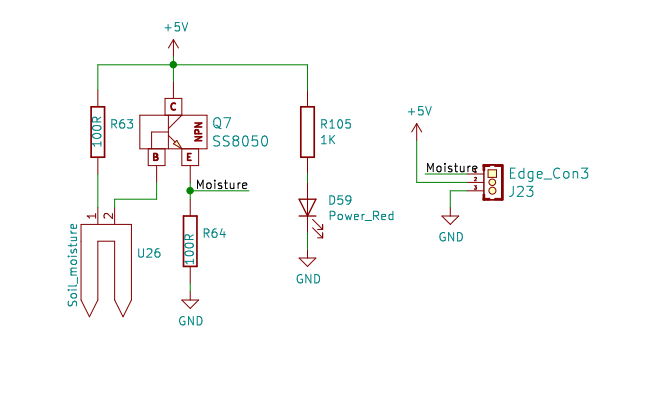 +5V
C
R63
100R
Q7
SS8050
NPN
B
E
R105
1K
+5V
Moisture
Edge_Con3
J23
1
2
3
Moisture
D59
Power_Red
1
2
R64
100R
U26
Soil_moisture
GND
GND
GND